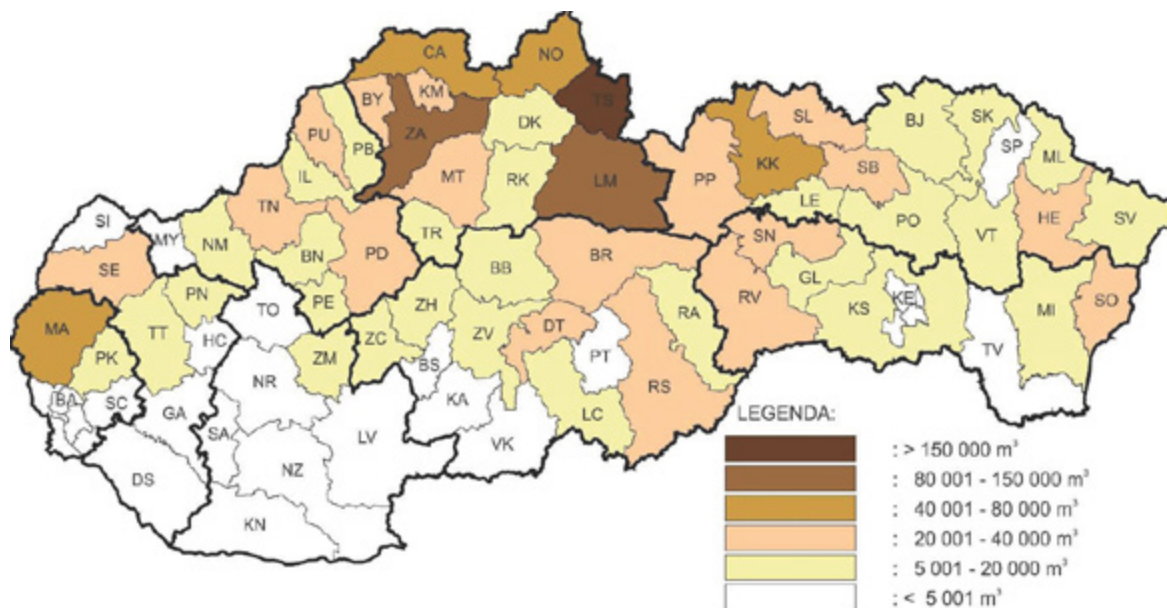 CA
NO
BY
KM
TS
PU
PB
ZA
DK
SL
BJ
SK
SP
ML
IL
MT
RK
LM
PP
KK
SB
LE
PO
VT
HE
SV
SI
MY
NM
TN
BN
PD
TR
BB
BR
SN
GL
SE
PN
TO
PE
ZH
RV
KS
KE
MI
SO
MA
TT
HC
ZM
ZC
ZV
DT
RA
PK
BS
PT
TV
BA
SC
GA
NR
KA
RS
SA
LV
VK
LC
DS
NZ
KN
LEGENDA:
: > 150 000 m³
: 80 001 - 150 000 m³
: 40 001 - 80 000 m³
: 20 001 - 40 000 m³
: 5 001 - 20 000 m³
: < 5 001 m³